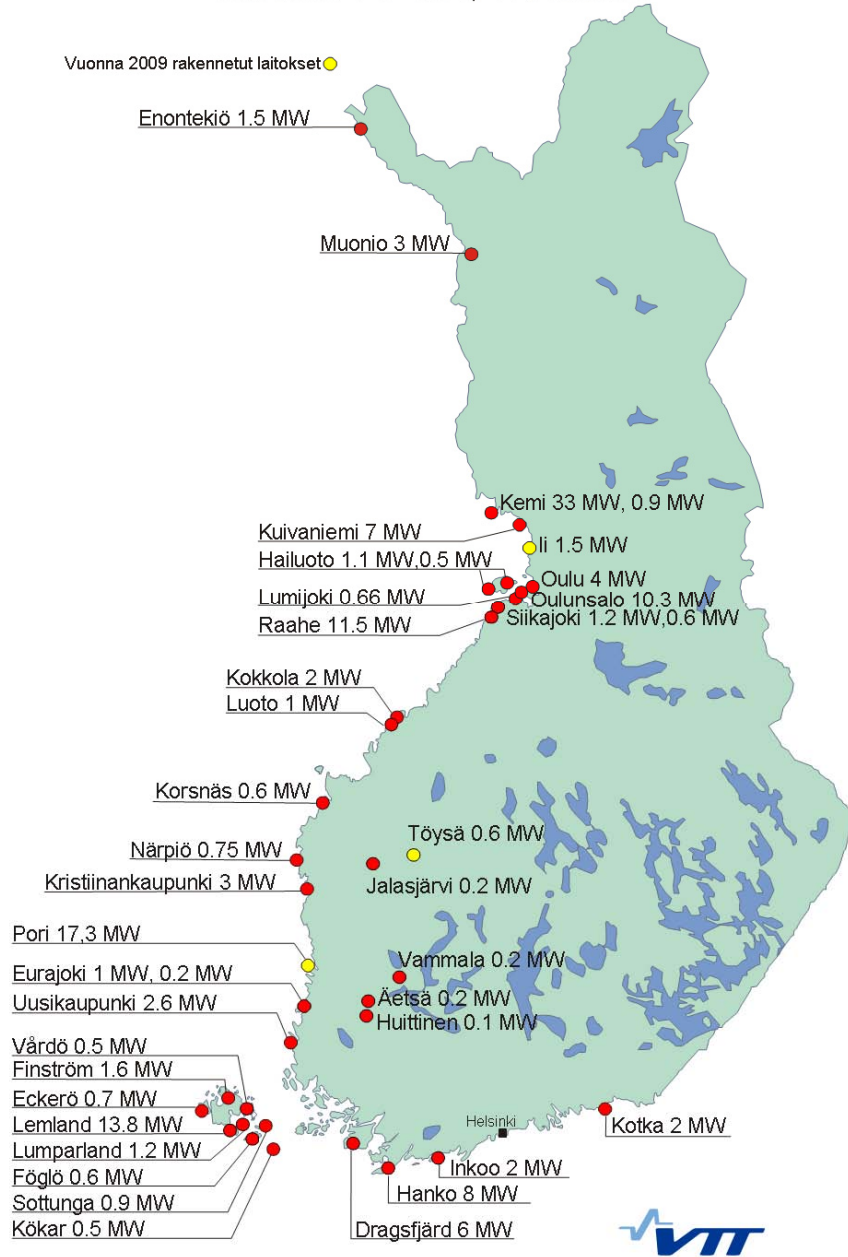 Vuonna 2009 rakennetut laitokset
Enontekiö 1.5 MW
Muonio 3 MW
Kemi 33 MW, 0.9 MW
Kuivaniemi 7 MW
Ii 1.5 MW
Hailuoto 1.1 MW,0.5 MW
Oulu 4 MW
Lumijoki 0.66 MW
Oulunsalo 10.3 MW
Siikajoki 1.2 MW,0.6 MW
Raahe 11.5 MW
Kokkola 2 MW
Luoto 1 MW
Korsnäs 0.6 MW
Töysä 0.6 MW
Närpiö 0.75 MW
Jalasjärvi 0.2 MW
Kristiinankaupunki 3 MW
Pori 17,3 MW
Vammala 0.2 MW
Eurajoki 1 MW, 0.2 MW
Äetsä 0.2 MW
Uusikaupunki 2.6 MW
Huittinen 0.1 MW
Vårdö 0.5 MW
Finström 1.6 MW
Eckerö 0.7 MW
Lemland 13.8 MW
Lumparland 1.2 MW
Föglö 0.6 MW
Sottunga 0.9 MW
Kökar 0.5 MW
Helsinki
Kotka 2 MW
Inkoo 2 MW
Hanko 8 MW
Dragsfjärd 6 MW
VTT